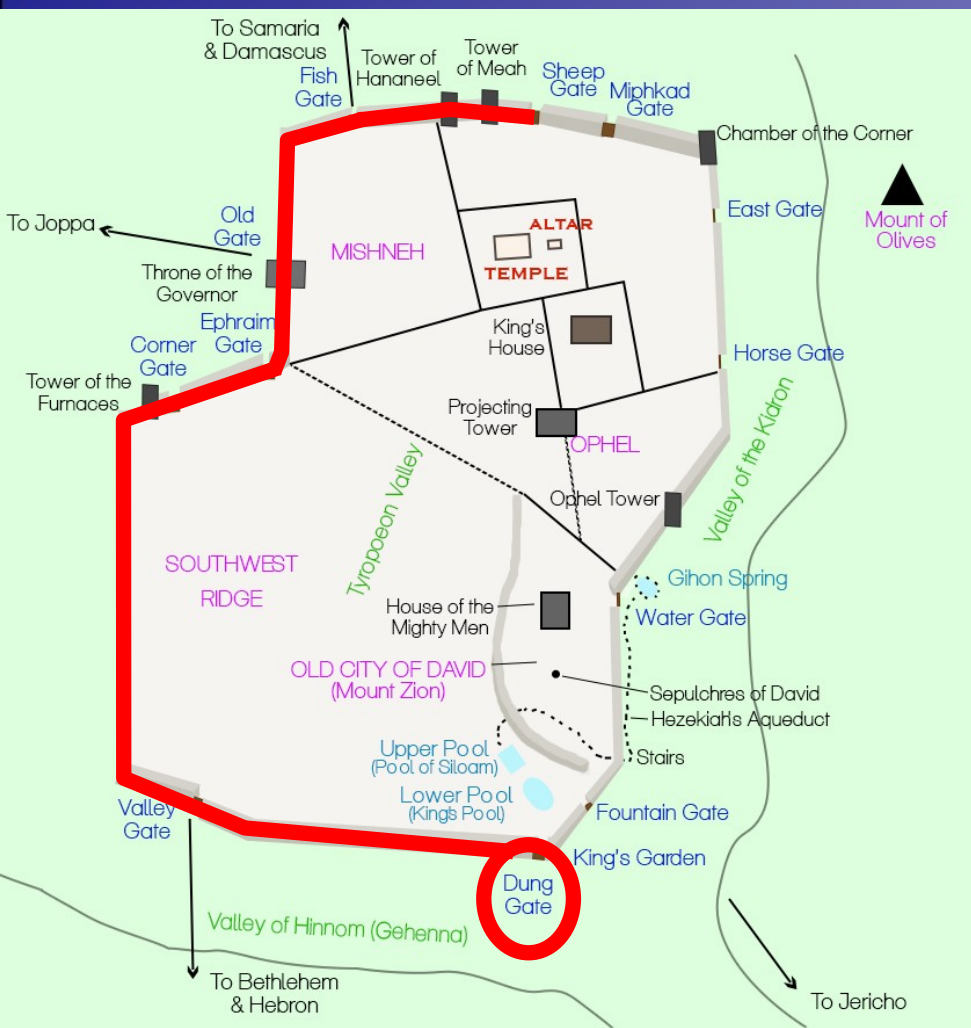 To Samaria
& Damascus
Fish
Gate
Tower of
Hananeel
Tower
of Meah
Sheep
Gate
Miphkad
Gate
Chamber of the Corner
To Joppa
Old
Gate
MISHNEH
ALTAR
TEMPLE
East Gate
Mount of
Olives
Throne of the
Governor
Ephraim
Gate
Corner
Gate
Tower of the
Furnaces
King's
House
Horse Gate
Projecting
Tower
OPHEL
Valley of the Kidron
Tyropoeon Valley
Ophel Tower
SOUTHWEST
RIDGE
Gihon Spring
Water Gate
House of the
Mighty Men
OLD CITY OF DAVID
(Mount Zion)
Sepulchres of David
Hezekiah's Aqueduct
Stairs
Upper Pool
(Pool of Siloam)
Lower Pool
(King's Pool)
Valley
Gate
Fountain Gate
King's Garden
Dung
Gate
Valley of Hinnom (Gehenna)
To Bethlehem
& Hebron
To Jericho